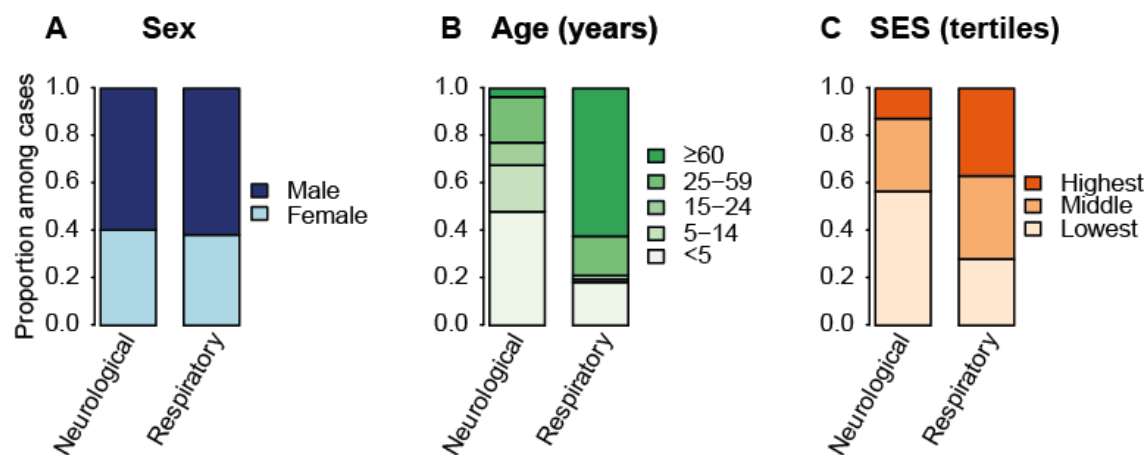 A Sex
Proportion among cases
1.0
0.8
0.6
0.4
0.2
0.0
Neurological
Respiratory
Male
Female
B Age (years)
1.0
0.8
0.6
0.4
0.2
0.0
Neurological
Respiratory
≥60
25−59
15−24
5−14
<5
C SES (tertiles)
1.0
0.8
0.6
0.4
0.2
0.0
Neurological
Respiratory
Highest
Middle
Lowest